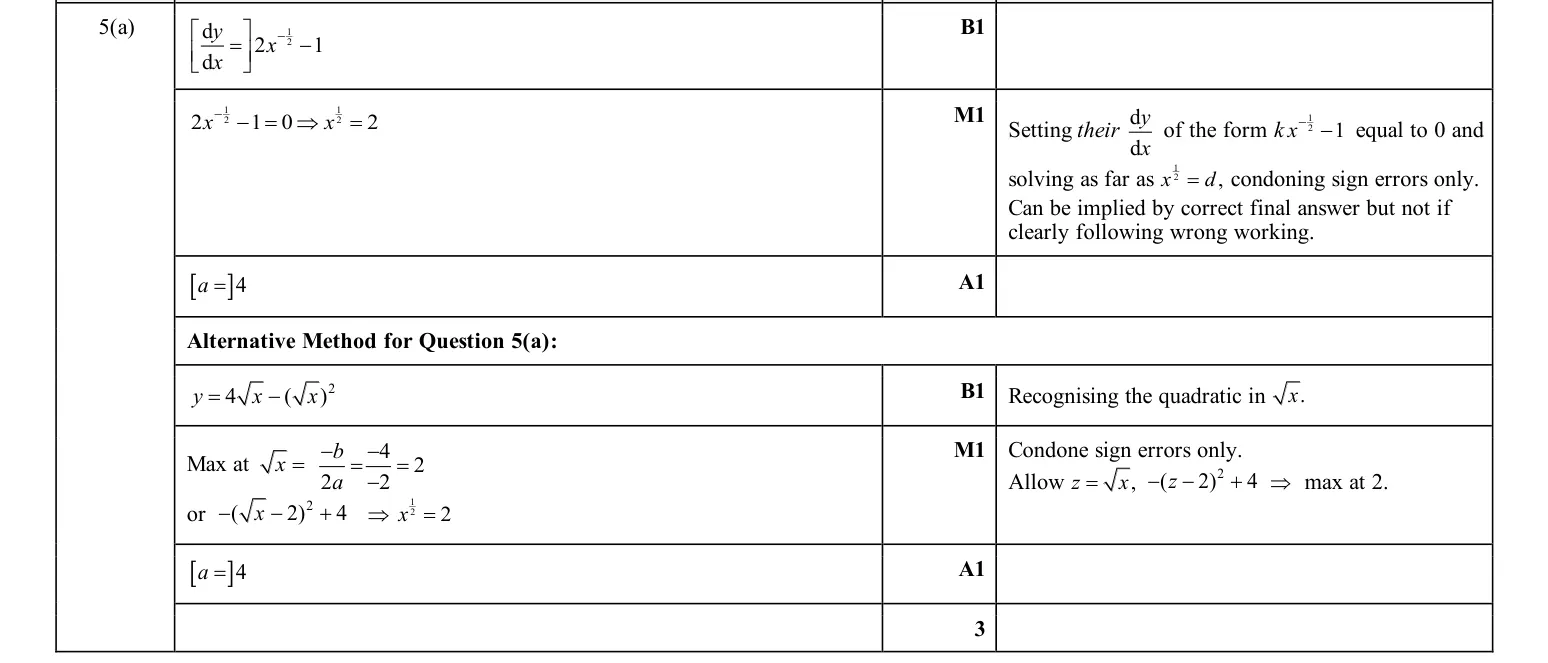 5(a)
[dy/dx =] 2x^{-1/2} − 1
B1
2x^{-1/2} − 1 = 0 ⇒ x^{1/2} = 2
M1
Setting their dy/dx of the form kx^{-1/2} − 1 equal to 0 and
solving as far as x^{1/2} = d, condoning sign errors only.
Can be implied by correct final answer but not if
clearly following wrong working.
[a =] 4
A1
Alternative Method for Question 5(a):
y = 4√x − (√x)²
B1
Recognising the quadratic in √x.
Max at √x = −b/2a = −4/−2 = 2
or −(√x − 2)² + 4 ⇒ x^{1/2} = 2
M1
Condone sign errors only.
Allow z = √x, −(z − 2)² + 4 ⇒ max at 2.
[a =] 4
A1
3